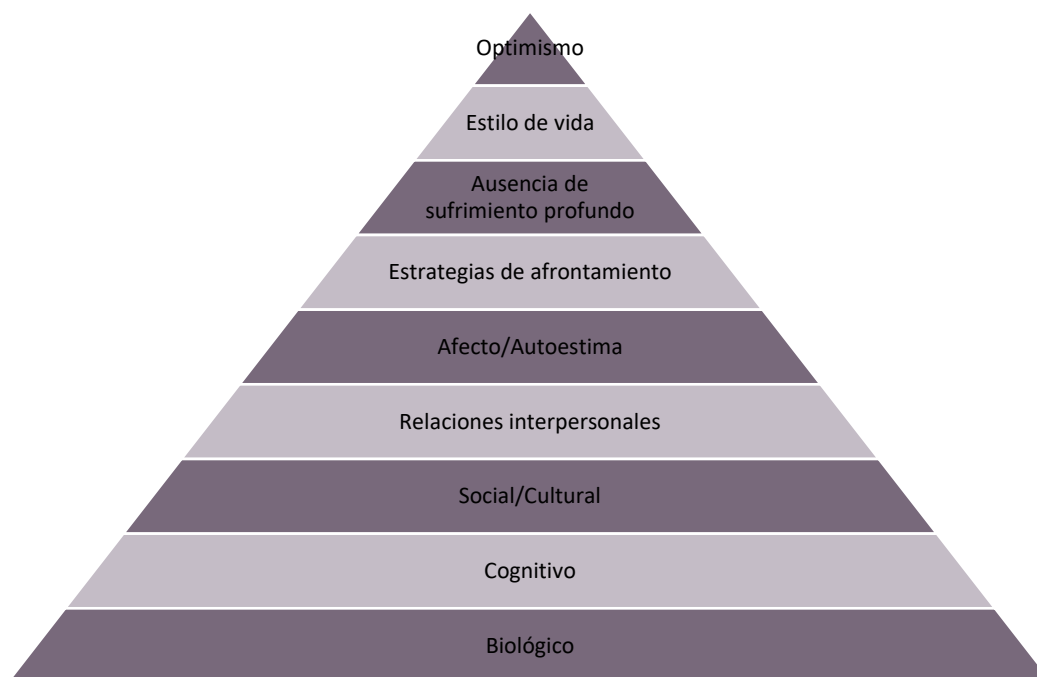 Optimismo
Estilo de vida
Ausencia de
sufrimiento profundo
Estrategias de afrontamiento
Afecto/Autoestima
Relaciones interpersonales
Social/Cultural
Cognitivo
Biológico